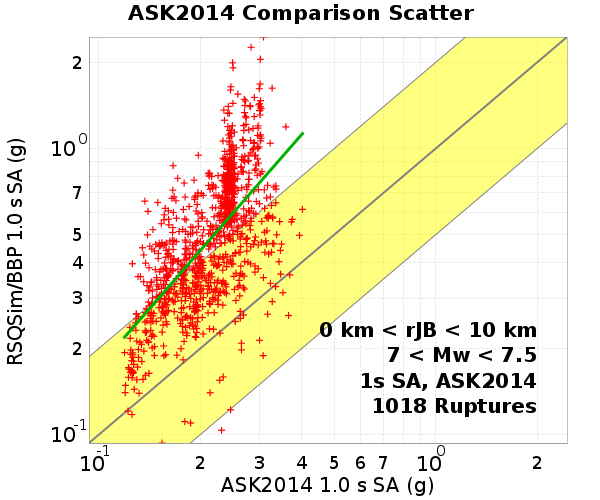 ASK2014 Comparison Scatter
RSQSim/BBP 1.0 s SA (g)
2
10^0
7
5
4
3
2
10^-1
0 km < rJB < 10 km
7 < Mw < 7.5
1s SA, ASK2014
1018 Ruptures
10^-1 2 3 4 5 6 7 10^0 2
ASK2014 1.0 s SA (g)